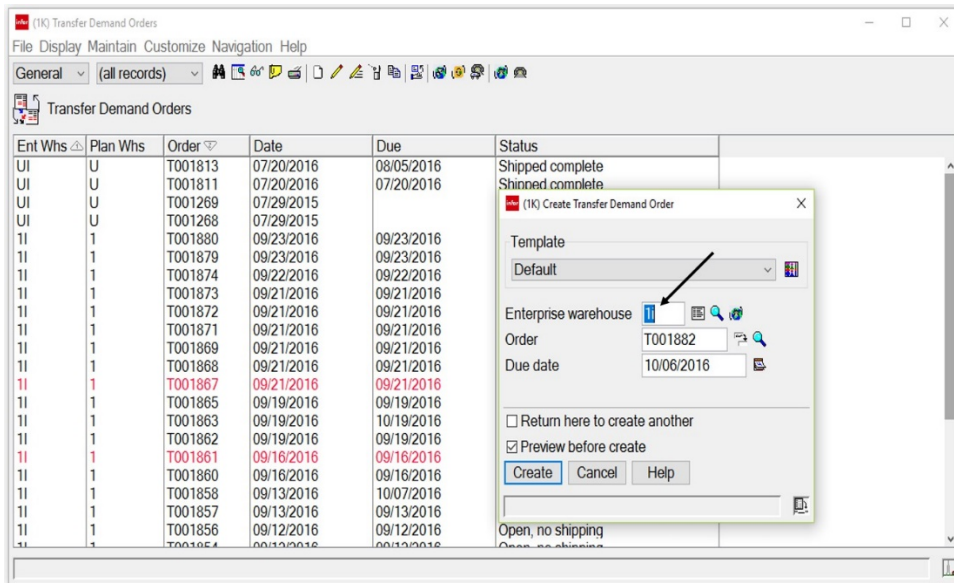 infor (1K) Transfer Demand Orders
File Display Maintain Customize Navigation Help
General (all records)
Transfer Demand Orders
Ent Whs Plan Whs Order Date Due Status
UI U T001813 07/20/2016 08/05/2016 Shipped complete
UI U T001811 07/20/2016 07/20/2016 Shipped complete
UI U T001269 07/29/2015
UI U T001268 07/29/2015
1I 1 T001880 09/23/2016 09/23/2016
1I 1 T001879 09/23/2016 09/23/2016
1I 1 T001874 09/22/2016 09/22/2016
1I 1 T001873 09/21/2016 09/21/2016
1I 1 T001872 09/21/2016 09/21/2016
1I 1 T001871 09/21/2016 09/21/2016
1I 1 T001869 09/21/2016 09/21/2016
1I 1 T001868 09/21/2016 09/21/2016
1I 1 T001867 09/21/2016 09/21/2016
1I 1 T001865 09/19/2016 09/19/2016
1I 1 T001863 09/19/2016 10/19/2016
1I 1 T001862 09/19/2016 09/19/2016
1I 1 T001861 09/16/2016 09/16/2016
1I 1 T001860 09/16/2016 09/16/2016
1I 1 T001858 09/13/2016 10/07/2016
1I 1 T001857 09/13/2016 09/13/2016
1I 1 T001856 09/12/2016 09/12/2016 Open, no shipping
infor (1K) Create Transfer Demand Order
Template
Default
Enterprise warehouse 1I
Order T001882
Due date 10/06/2016
Return here to create another
Preview before create
Create Cancel Help